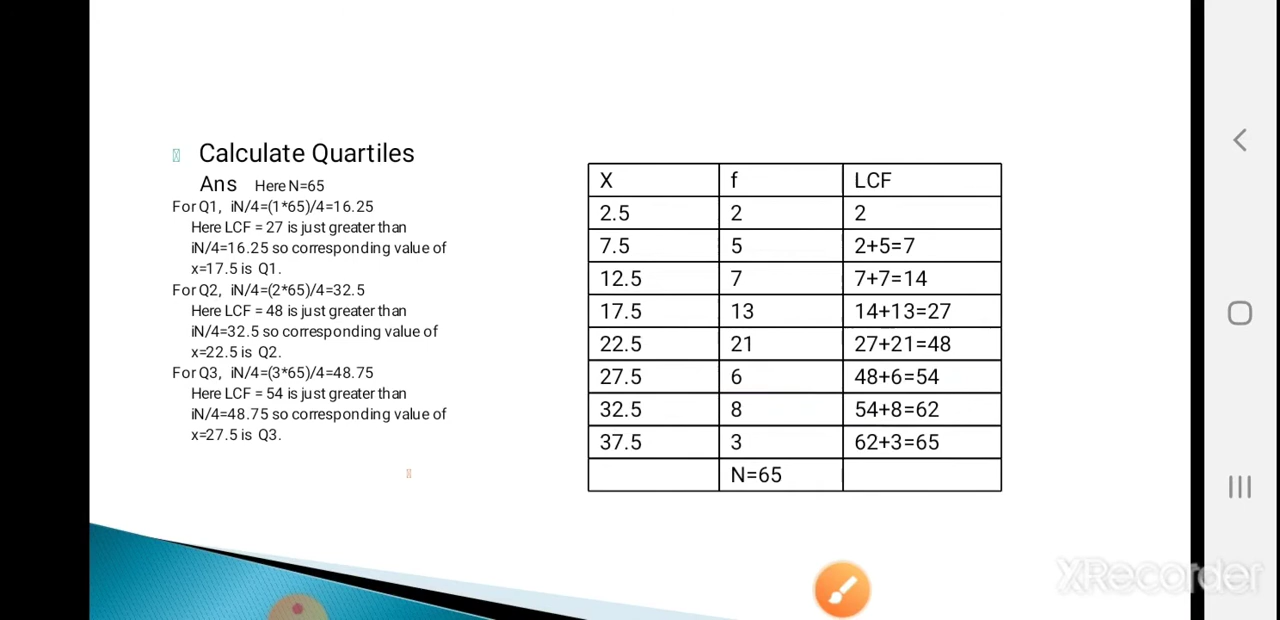 Calculate Quartiles
Ans Here N=65
For Q1, iN/4=(1*65)/4=16.25
Here LCF = 27 is just greater than
iN/4=16.25 so corresponding value of
x=17.5 is Q1.
For Q2, iN/4=(2*65)/4=32.5
Here LCF = 48 is just greater than
iN/4=32.5 so corresponding value of
x=22.5 is Q2.
For Q3, iN/4=(3*65)/4=48.75
Here LCF = 54 is just greater than
iN/4=48.75 so corresponding value of
x=27.5 is Q3.
X f LCF
2.5 2 2
7.5 5 2+5=7
12.5 7 7+7=14
17.5 13 14+13=27
22.5 21 27+21=48
27.5 6 48+6=54
32.5 8 54+8=62
37.5 3 62+3=65
N=65
XRecorder